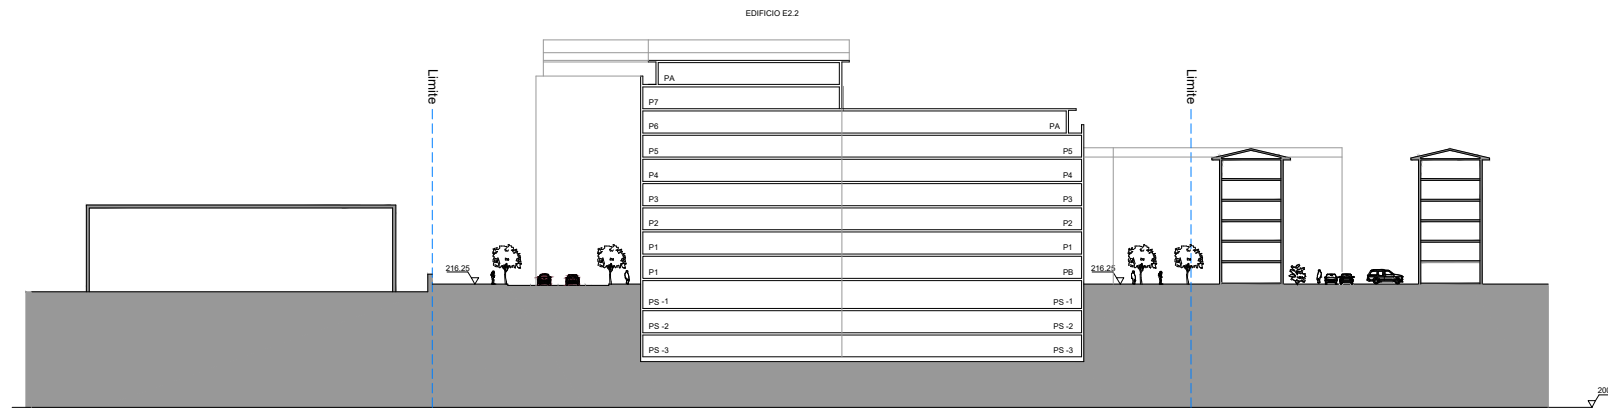 EDIFICIO E2.2
Limite
Limite
PA
P7
P6 PA
P5 P5
P4 P4
P3 P3
P2 P2
P1 P1
P1 PB
216.25 216.25
PS -1 PS -1
PS -2 PS -2
PS -3 PS -3